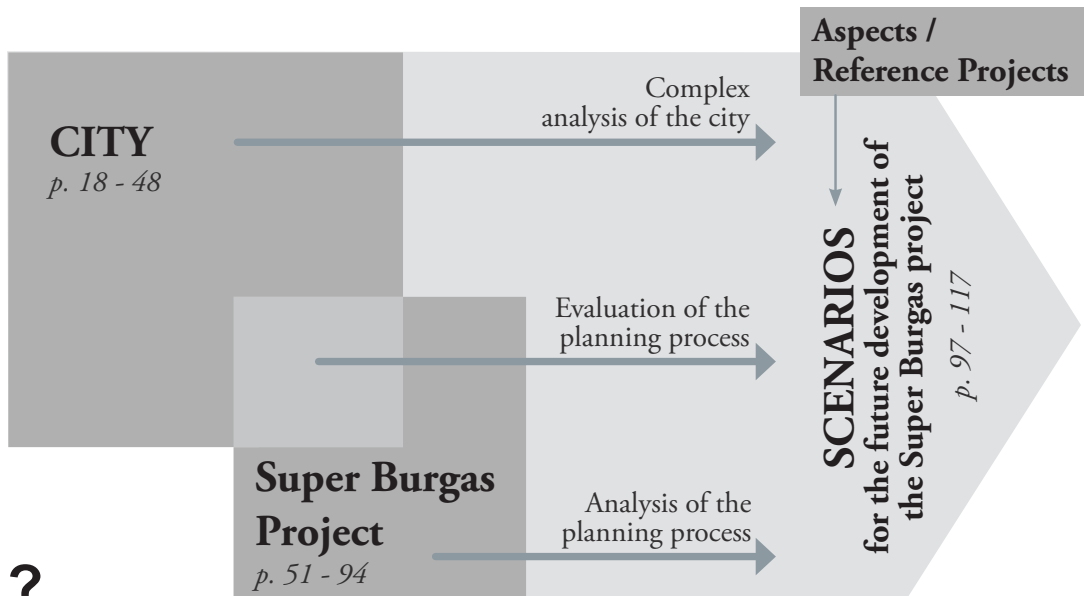 Aspects /
Reference Projects
CITY
p. 18 - 48
Complex
analysis of the city
Evaluation of the
planning process
Super Burgas
Project
p. 51 - 94
Analysis of the
planning process
SCENARIOS
for the future development of
the Super Burgas project
p. 97 - 117
?